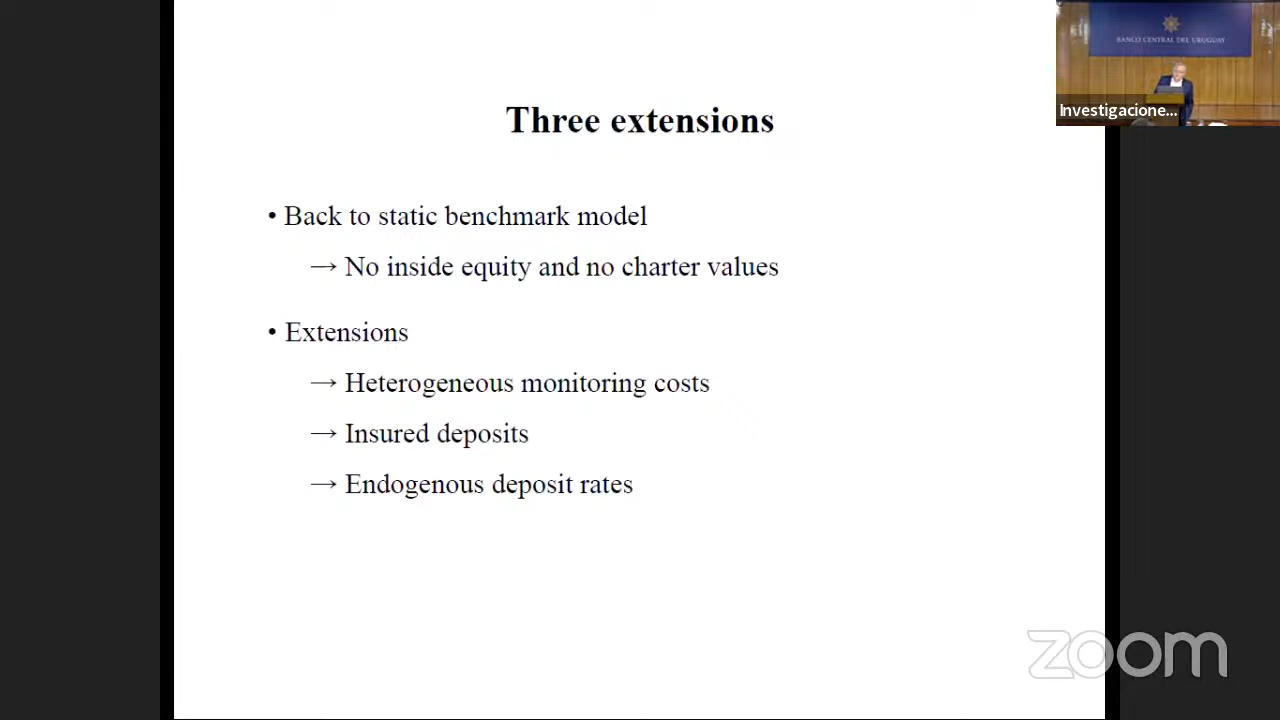 BANCO CENTRAL DEL URUGUAY
Investigacione...
Three extensions
• Back to static benchmark model
→ No inside equity and no charter values
• Extensions
→ Heterogeneous monitoring costs
→ Insured deposits
→ Endogenous deposit rates
zoom